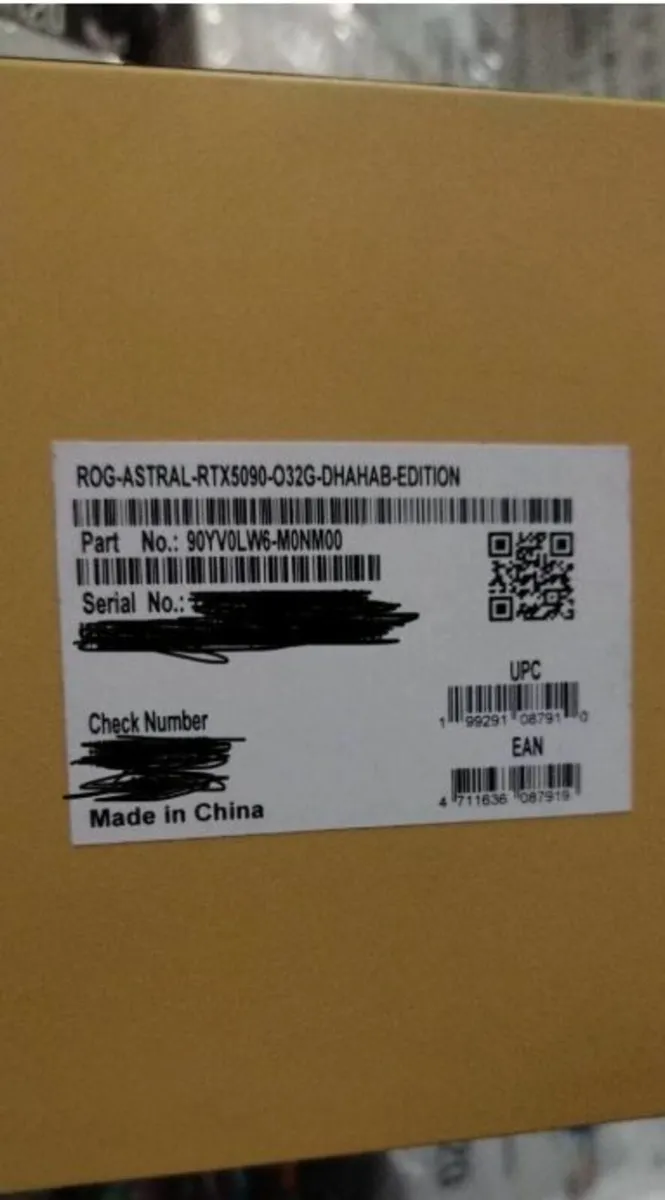 ROG-ASTRAL-RTX5090-O32G-DHAHAB-EDITION
Part No.: 90YV0LW6-M0NM00
Serial No.:
UPC
1 99291 08791 0
EAN
4 711636 087919
Check Number
Made in China